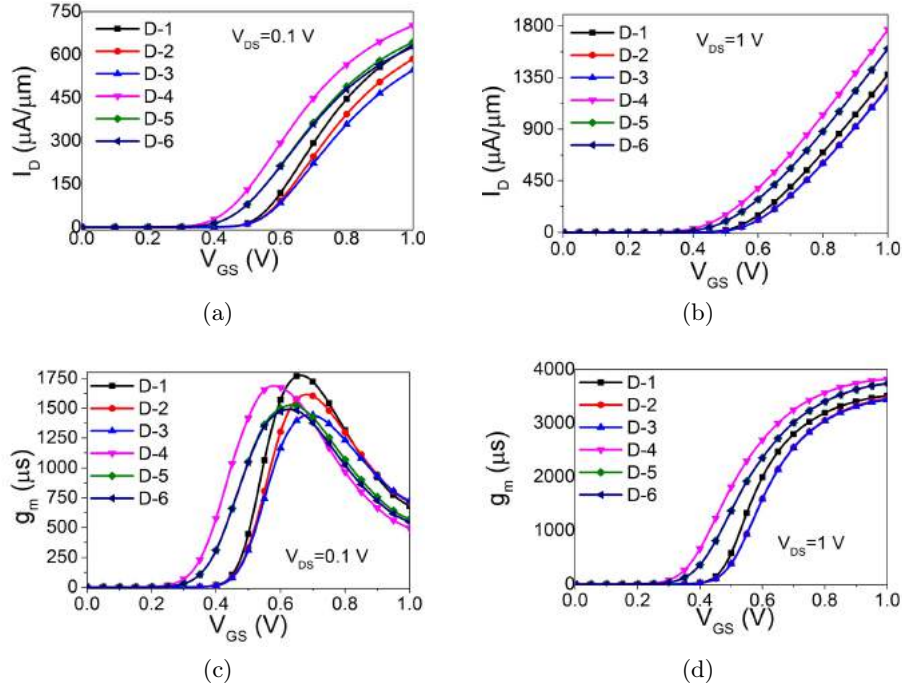 750
600
450
300
150
0
I_D (μA/μm)
D-1
D-2
D-3
D-4
D-5
D-6
V_DS=0.1 V
0.0 0.2 0.4 0.6 0.8 1.0
V_GS (V)
(a)
1800
1350
900
450
0
I_D (μA/μm)
D-1
D-2
D-3
D-4
D-5
D-6
V_DS=1 V
0.0 0.2 0.4 0.6 0.8 1.0
V_GS (V)
(b)
1750
1500
1250
1000
750
500
250
0
g_m (μs)
D-1
D-2
D-3
D-4
D-5
D-6
V_DS=0.1 V
0.0 0.2 0.4 0.6 0.8 1.0
V_GS (V)
(c)
4000
3000
2000
1000
0
g_m (μs)
D-1
D-2
D-3
D-4
D-5
D-6
V_DS=1 V
0.0 0.2 0.4 0.6 0.8 1.0
V_GS (V)
(d)